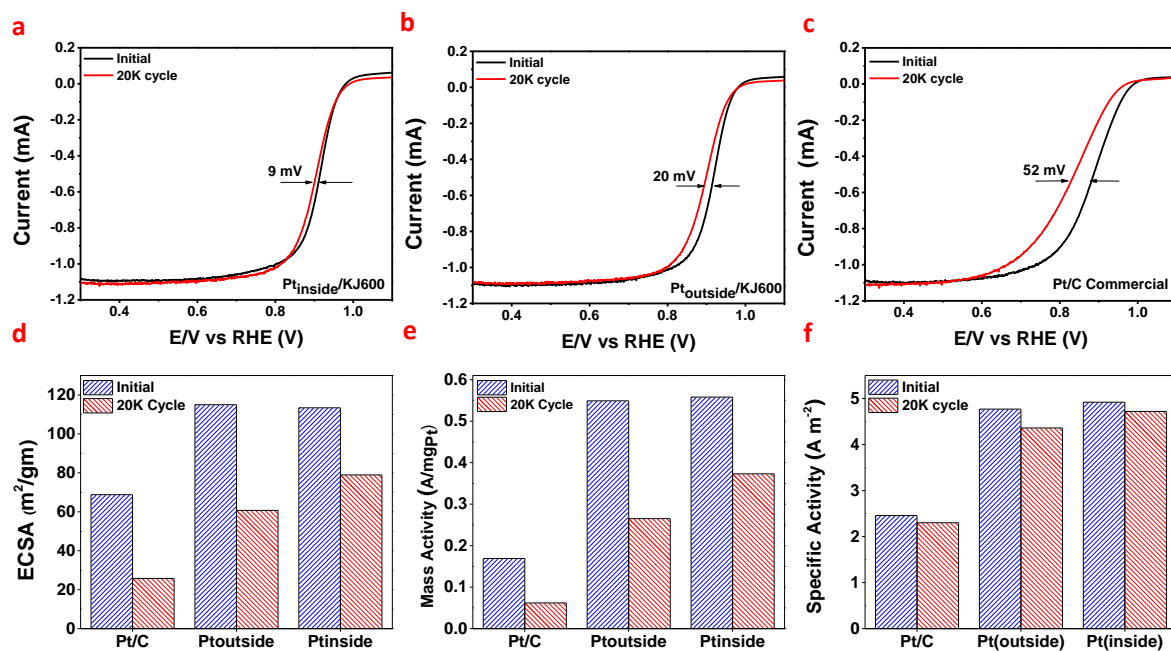 a
0.2
0.0
-0.2
-0.4
-0.6
-0.8
-1.0
-1.2
Current (mA)
Initial
20K cycle
9 mV
Ptinside/KJ600
0.4 0.6 0.8 1.0
E/V vs RHE (V)
b
0.2
0.0
-0.2
-0.4
-0.6
-0.8
-1.0
-1.2
Current (mA)
Initial
20K cycle
20 mV
Ptoutside/KJ600
0.4 0.6 0.8 1.0
E/V vs RHE (V)
c
0.2
0.0
-0.2
-0.4
-0.6
-0.8
-1.0
-1.2
Current (mA)
Initial
20K cycle
52 mV
Pt/C Commercial
0.4 0.6 0.8 1.0
E/V vs RHE (V)
d
120
100
80
60
40
20
0
ECSA (m2/gm)
Initial
20K Cycle
Pt/C Ptoutside Ptinside
e
0.6
0.5
0.4
0.3
0.2
0.1
0.0
Mass Activity (A/mgPt)
Initial
20K Cycle
Pt/C Ptoutside Ptinside
f
5
4
3
2
1
0
Specific Activity (A m-2)
Initial
20K cycle
Pt/C Pt(outside) Pt(inside)